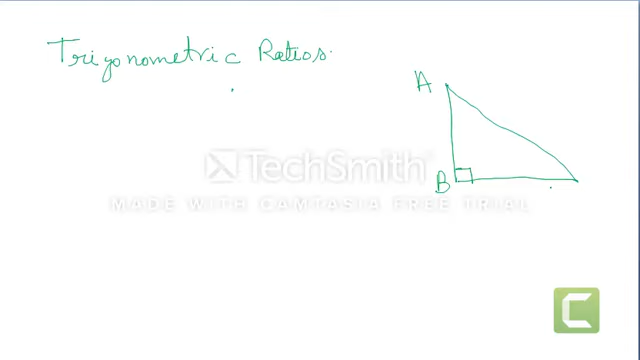 Trigonometric Ratios.
A
TechSmith®
B
MADE WITH CAMTASIA FREE TRIAL
C